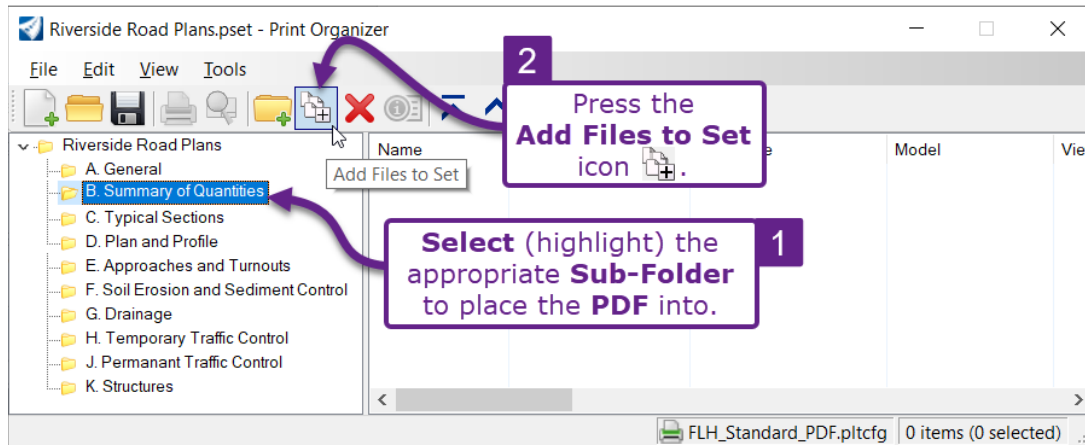 Riverside Road Plans.pset - Print Organizer
File Edit View Tools
2
Press the
Add Files to Set
icon .
Riverside Road Plans
A. General
B. Summary of Quantities
C. Typical Sections
D. Plan and Profile
E. Approaches and Turnouts
F. Soil Erosion and Sediment Control
G. Drainage
H. Temporary Traffic Control
J. Permanant Traffic Control
K. Structures
Name Model Vie
Add Files to Set
1
Select (highlight) the
appropriate Sub-Folder
to place the PDF into.
FLH_Standard_PDF.pltcfg 0 items (0 selected)